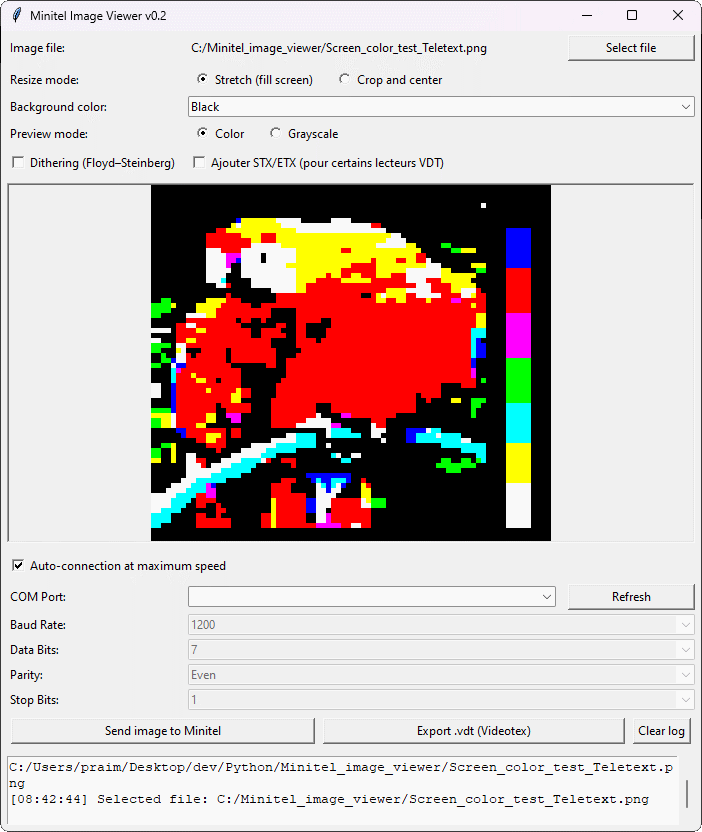 Minitel Image Viewer v0.2
Image file: C:/Minitel_image_viewer/Screen_color_test_Teletext.png Select file
Resize mode: Stretch (fill screen) Crop and center
Background color: Black
Preview mode: Color Grayscale
Dithering (Floyd–Steinberg) Ajouter STX/ETX (pour certains lecteurs VDT)
Auto-connection at maximum speed
COM Port: Refresh
Baud Rate: 1200
Data Bits: 7
Parity: Even
Stop Bits: 1
Send image to Minitel Export .vdt (Videotex) Clear log
C:/Users/praim/Desktop/dev/Python/Minitel_image_viewer/Screen_color_test_Teletext.p
ng
[08:42:44] Selected file: C:/Minitel_image_viewer/Screen_color_test_Teletext.png